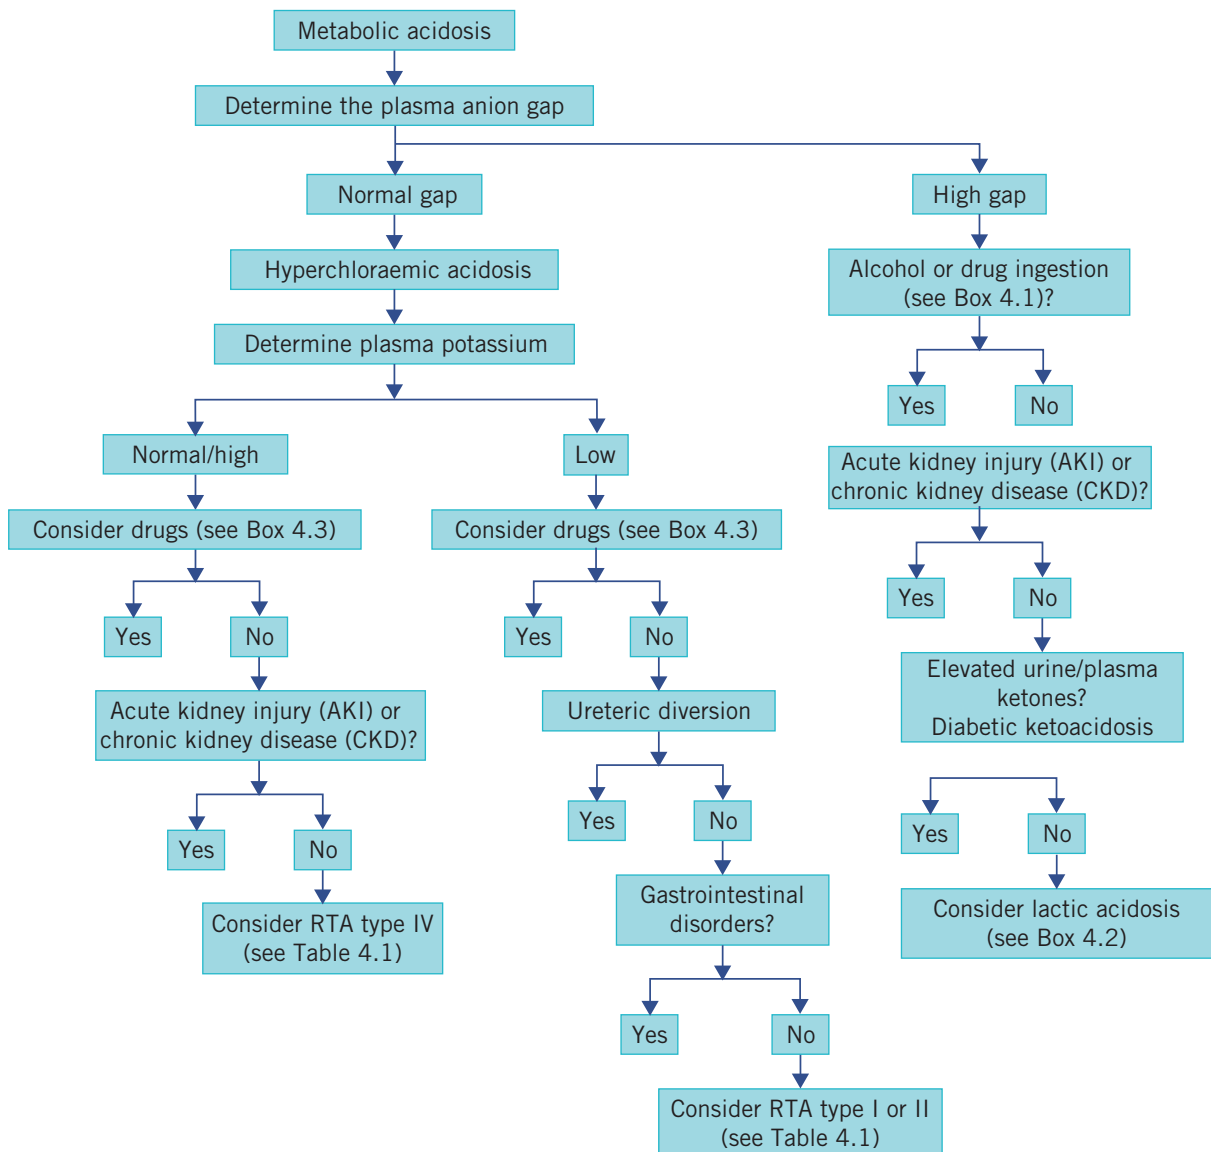 Metabolic acidosis
Determine the plasma anion gap
Normal gap
High gap
Hyperchloraemic acidosis
Alcohol or drug ingestion
(see Box 4.1)?
Determine plasma potassium
Yes
No
Normal/high
Low
Acute kidney injury (AKI) or
chronic kidney disease (CKD)?
Consider drugs (see Box 4.3)
Consider drugs (see Box 4.3)
Yes
No
Yes
No
Yes
No
Elevated urine/plasma
ketones?
Diabetic ketoacidosis
Acute kidney injury (AKI) or
chronic kidney disease (CKD)?
Ureteric diversion
Yes
No
Yes
No
Yes
No
Consider RTA type IV
(see Table 4.1)
Gastrointestinal
disorders?
Consider lactic acidosis
(see Box 4.2)
Yes
No
Consider RTA type I or II
(see Table 4.1)